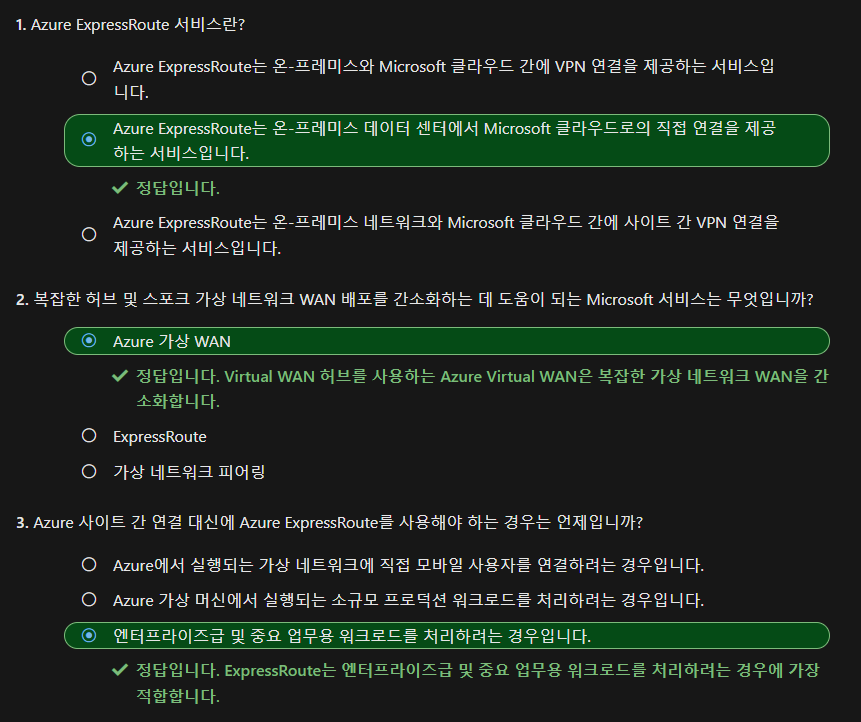 1. Azure ExpressRoute 서비스란?
Azure ExpressRoute는 온-프레미스와 Microsoft 클라우드 간에 VPN 연결을 제공하는 서비스입
니다.
Azure ExpressRoute는 온-프레미스 데이터 센터에서 Microsoft 클라우드로의 직접 연결을 제공
하는 서비스입니다.
정답입니다.
Azure ExpressRoute는 온-프레미스 네트워크와 Microsoft 클라우드 간에 사이트 간 VPN 연결을
제공하는 서비스입니다.
2. 복잡한 허브 및 스포크 가상 네트워크 WAN 배포를 간소화하는 데 도움이 되는 Microsoft 서비스는 무엇입니까?
Azure 가상 WAN
정답입니다. Virtual WAN 허브를 사용하는 Azure Virtual WAN은 복잡한 가상 네트워크 WAN을 간
소화합니다.
ExpressRoute
가상 네트워크 피어링
3. Azure 사이트 간 연결 대신에 Azure ExpressRoute를 사용해야 하는 경우는 언제입니까?
Azure에서 실행되는 가상 네트워크에 직접 모바일 사용자를 연결하려는 경우입니다.
Azure 가상 머신에서 실행되는 소규모 프로덕션 워크로드를 처리하려는 경우입니다.
엔터프라이즈급 및 중요 업무용 워크로드를 처리하려는 경우입니다.
정답입니다. ExpressRoute는 엔터프라이즈급 및 중요 업무용 워크로드를 처리하려는 경우에 가장
적합합니다.